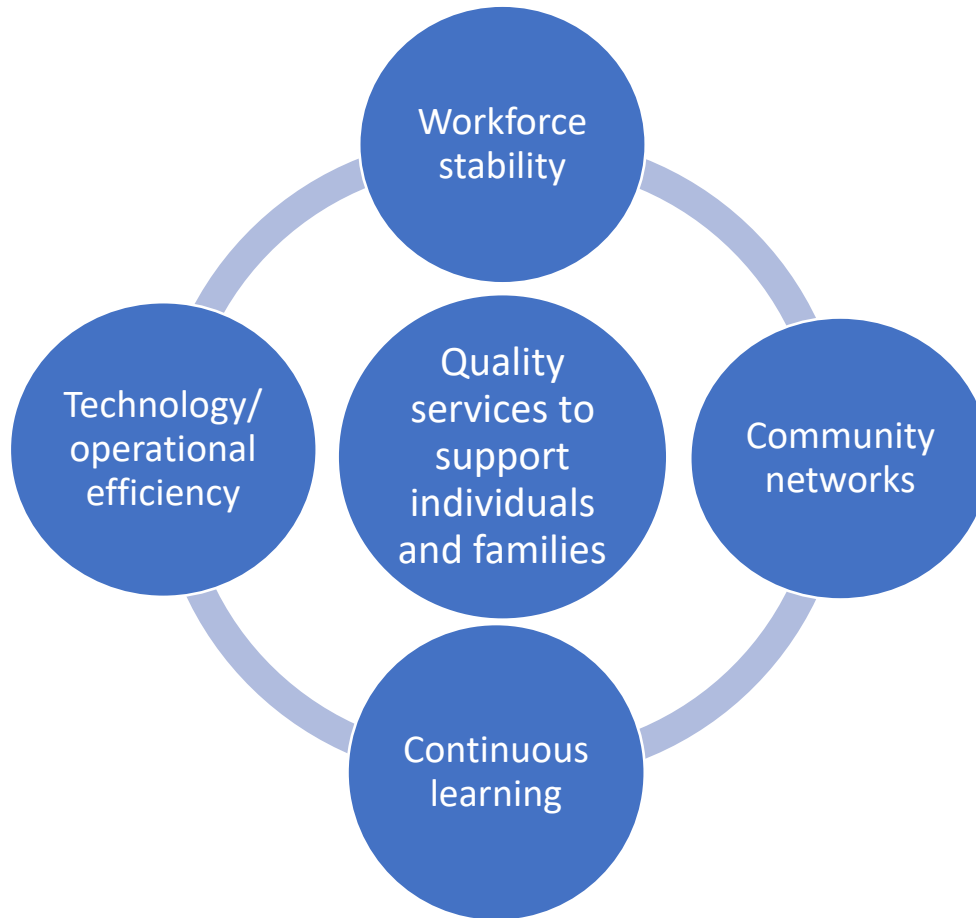 Workforce
stability
Technology/
operational
efficiency
Quality
services to
support
individuals
and families
Community
networks
Continuous
learning